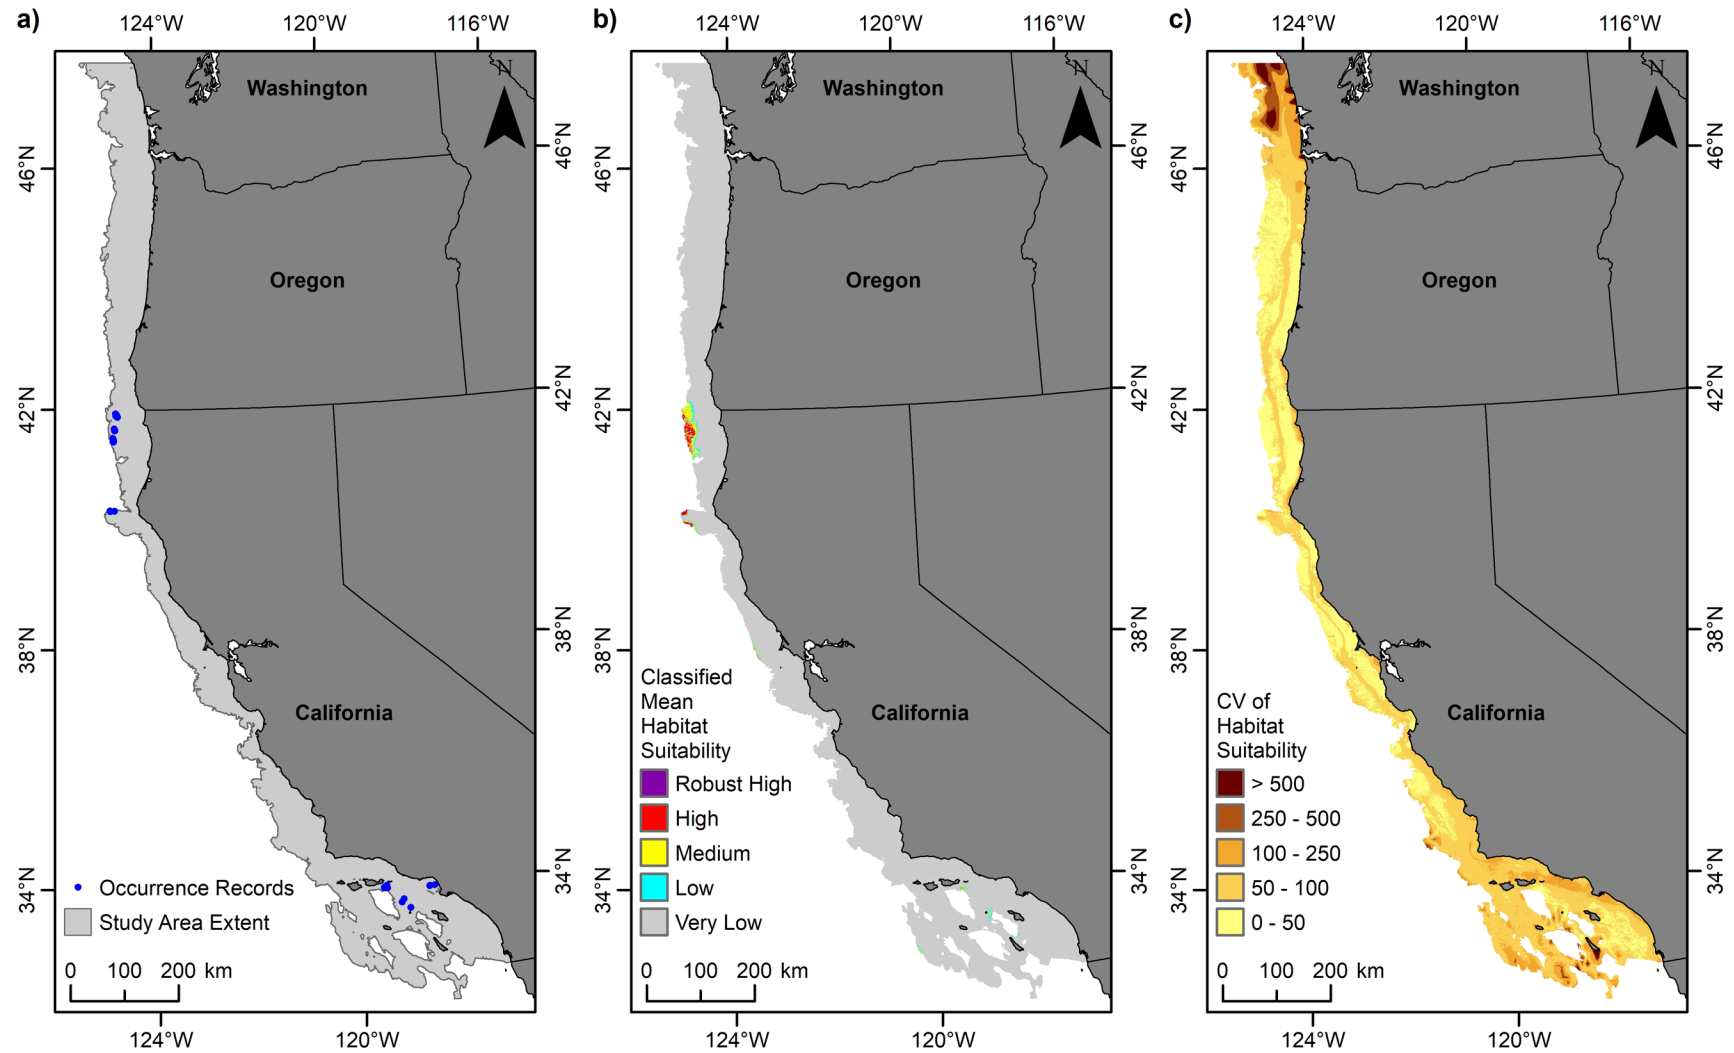 a)
124°W 120°W 116°W
N
Washington
46°N
46°N
Oregon
42°N
42°N
38°N
38°N
California
34°N
34°N
Occurrence Records
Study Area Extent
0 100 200 km
124°W 120°W
b)
124°W 120°W 116°W
N
Washington
46°N
46°N
Oregon
42°N
42°N
38°N
38°N
Classified
Mean
Habitat
Suitability
California
Robust High
High
Medium
Low
Very Low
34°N
34°N
0 100 200 km
124°W 120°W
c)
124°W 120°W 116°W
N
Washington
46°N
46°N
Oregon
42°N
42°N
38°N
38°N
CV of
Habitat
Suitability
California
> 500
250 - 500
100 - 250
50 - 100
0 - 50
34°N
34°N
0 100 200 km
124°W 120°W